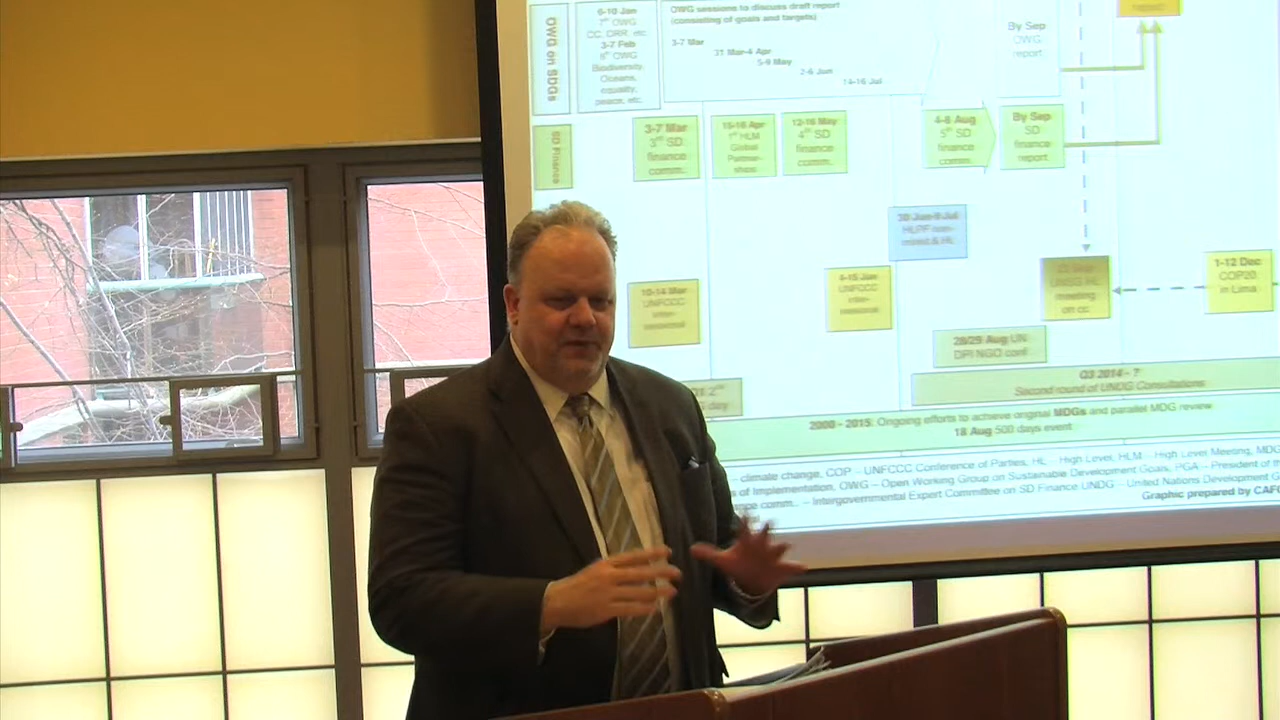 OWG on SDGs
6-10 Jan
7th OWG
CC, DRR, etc.
3-7 Feb
8th OWG
Biodiversity,
Oceans,
equality,
peace, etc.
OWG sessions to discuss draft report
(consisting of goals and targets)
3-7 Mar
31 Mar-4 Apr
5-9 May
2-6 Jun
14-16 Jul
By Sep
OWG
report
SD Finance
3-7 Mar
3rd SD
finance
comm.
15-16 Apr
1st HLM
Global
Partner-
ships
12-16 May
4th SD
finance
comm.
4-8 Aug
5th SD
finance
comm.
By Sep
SD
finance
report
30 Jun-9 Jul
HLPF
& HL
10-14 Mar
UNFCCC
inter-
sessional
4-15 Jun
UNFCCC
inter-
sessional
UNSG HL
meeting
on cc
1-12 Dec
COP20
in Lima
28/29 Aug UN
DPI NGO conf
day
Q3 2014 - ?
Second round of UNDG Consultations
2000 - 2015: Ongoing efforts to achieve original MDGs and parallel MDG review
18 Aug 500 days event
climate change, COP – UNFCCC Conference of Parties, HL – High Level, HLM – High Level Meeting, MDG
of Implementation, OWG – Open Working Group on Sustainable Development Goals, PGA – President of
comm. – Intergovernmental Expert Committee on SD Finance UNDG – United Nations Development
Graphic prepared by